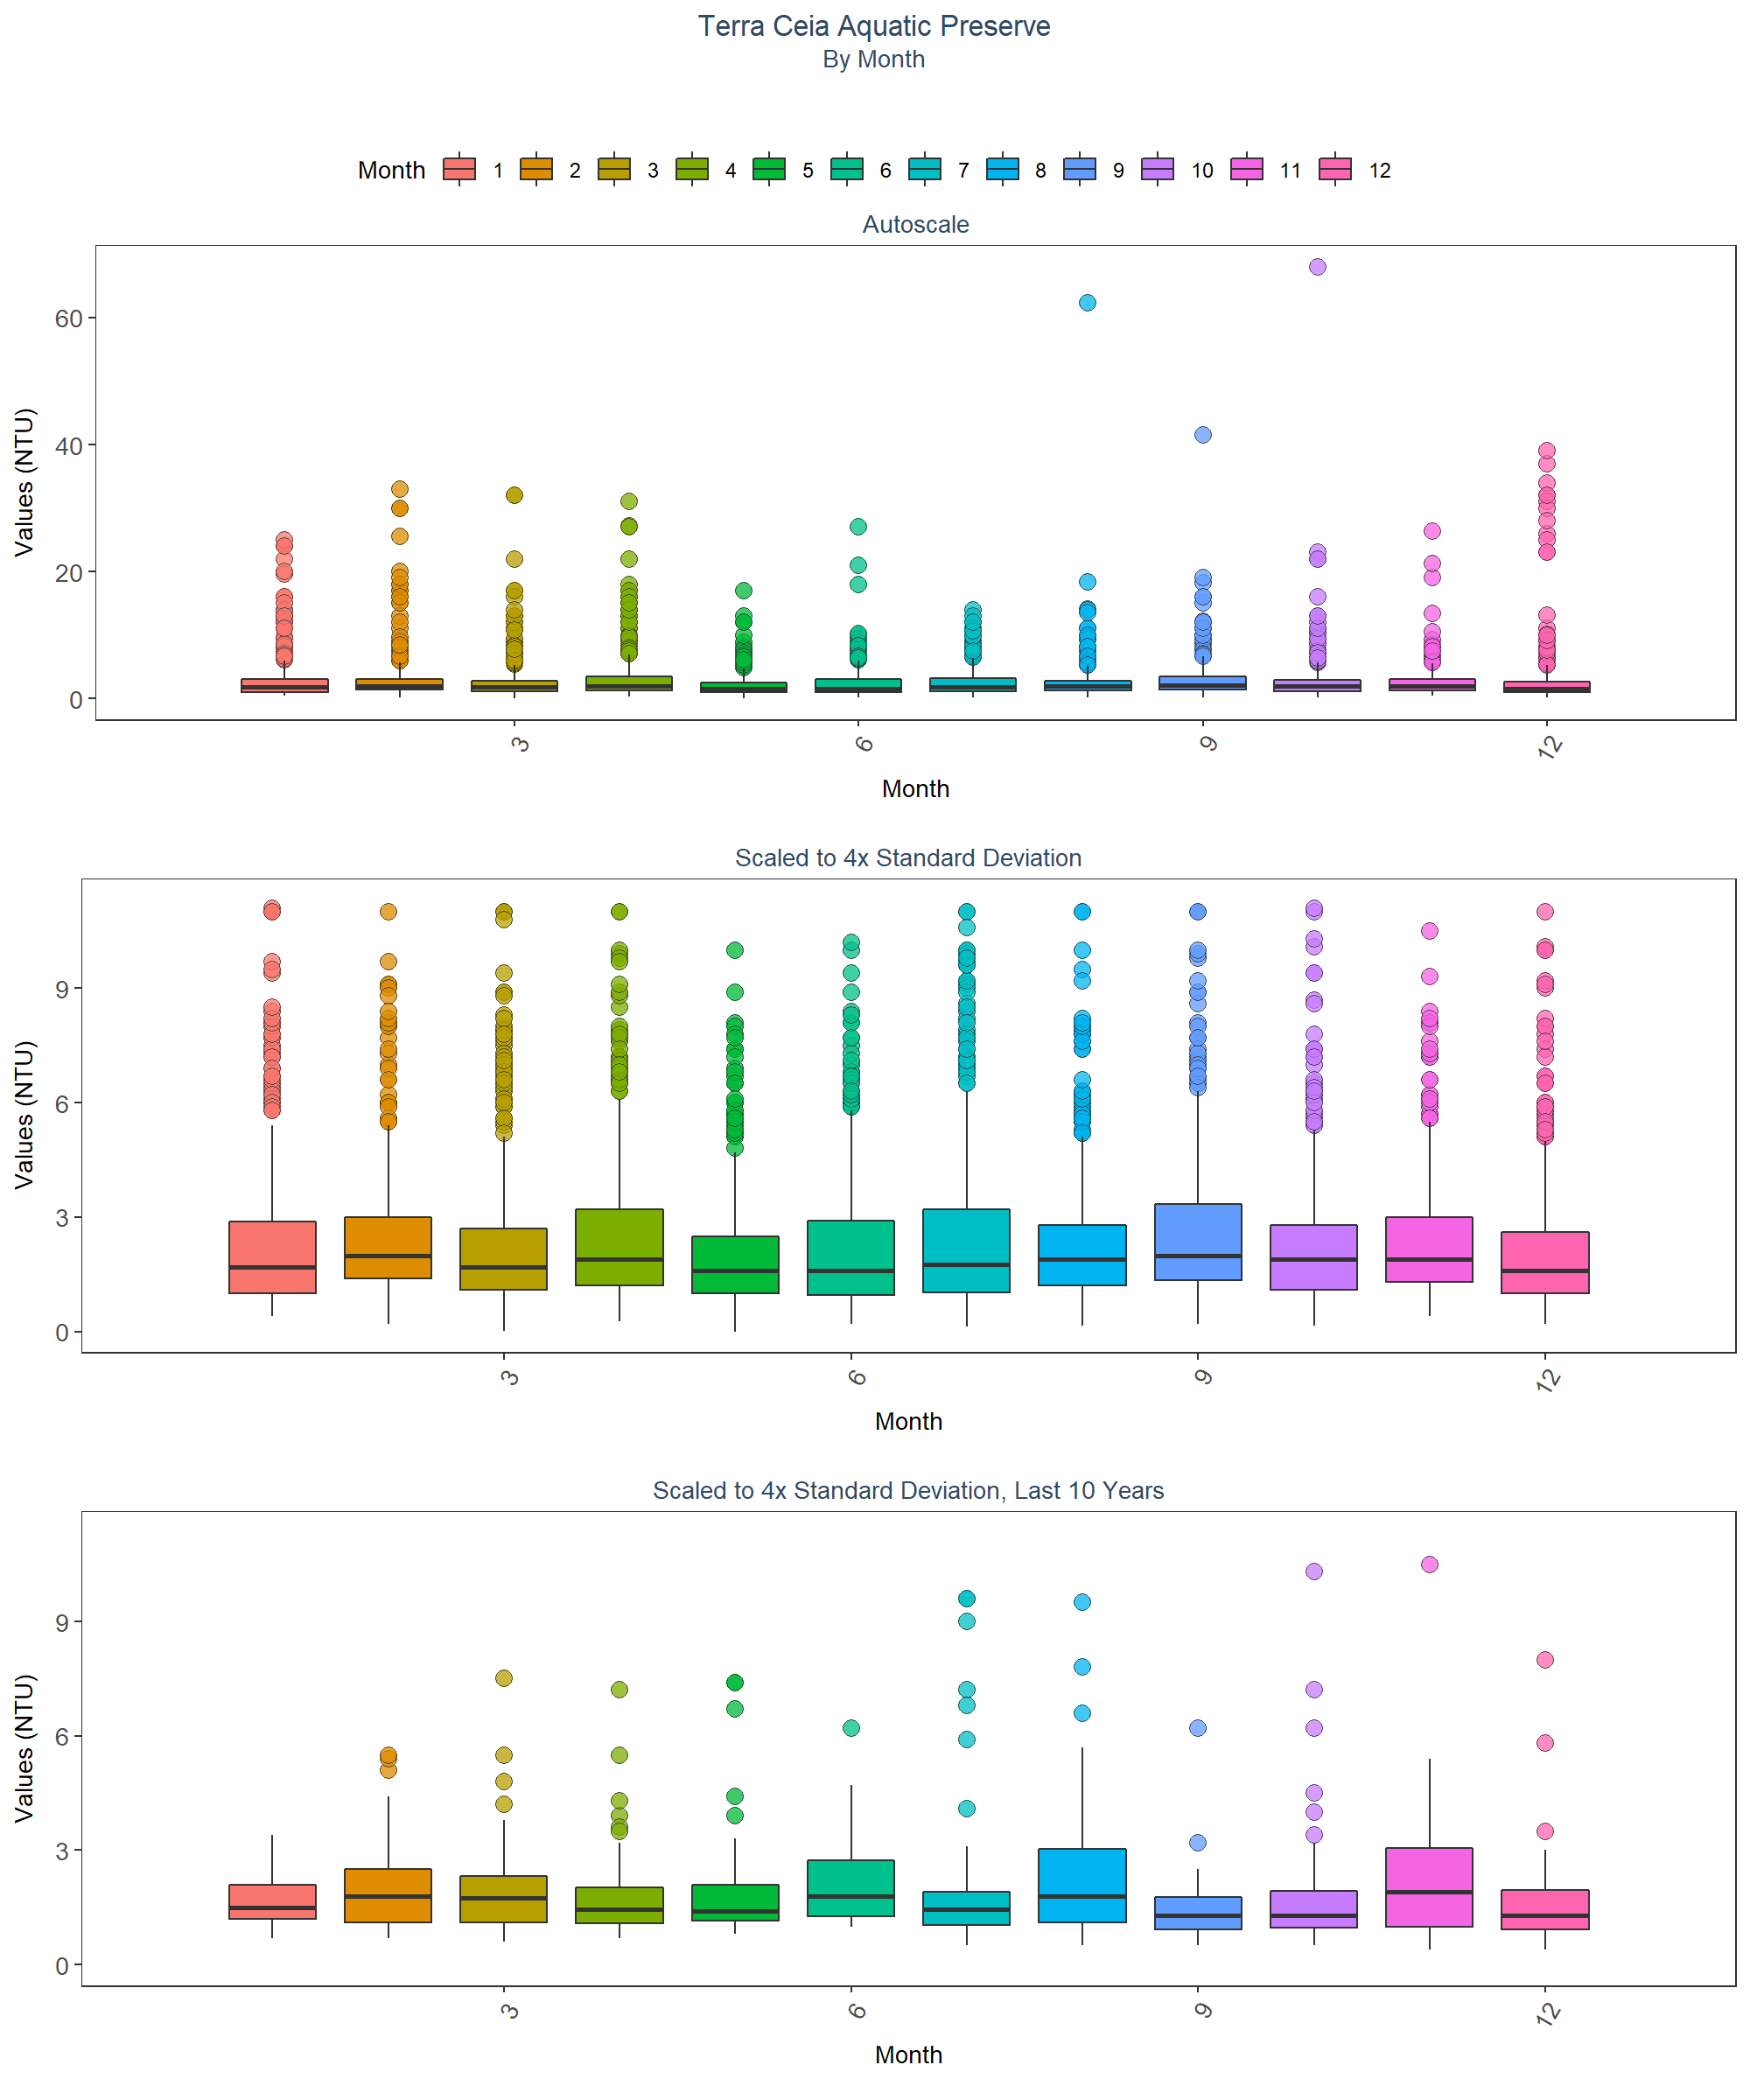 Terra Ceia Aquatic Preserve
By Month
Month 1 2 3 4 5 6 7 8 9 10 11 12
Autoscale
Values (NTU)
60
40
20
0
3 6 9 12
Month
Scaled to 4x Standard Deviation
Values (NTU)
9
6
3
0
3 6 9 12
Month
Scaled to 4x Standard Deviation, Last 10 Years
Values (NTU)
9
6
3
0
3 6 9 12
Month